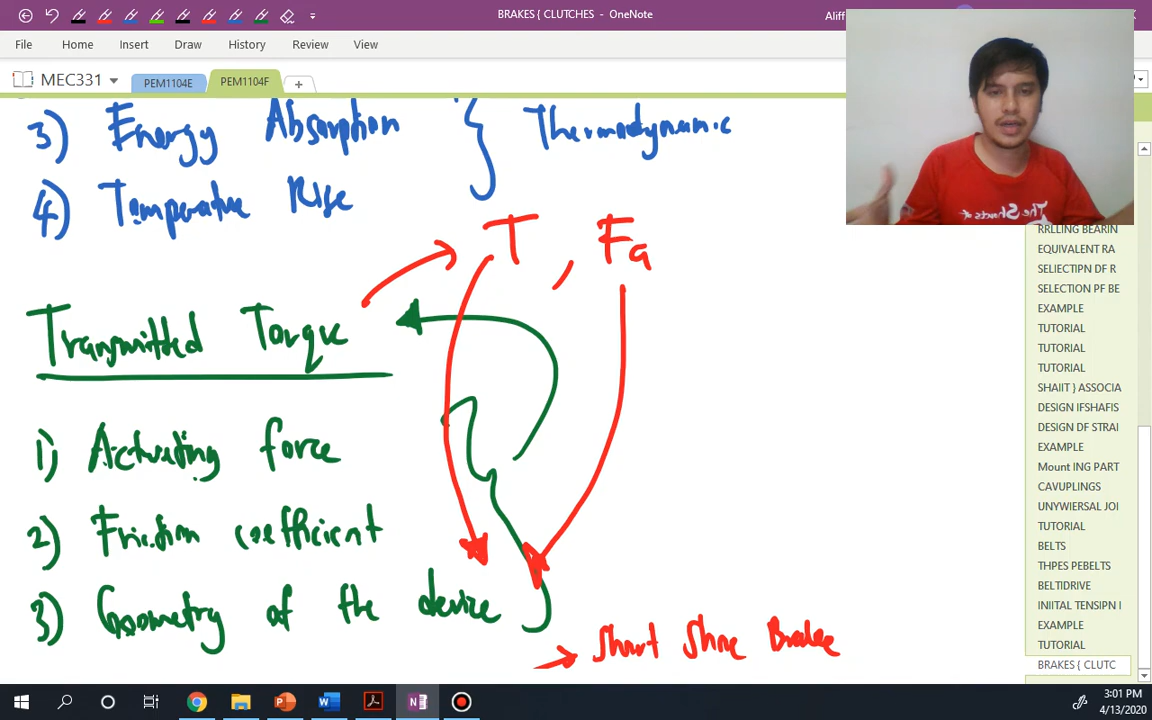 BRAKES { CLUTCHES - OneNote
Aliff
File Home Insert Draw History Review View
MEC331
PEM1104E
PEM1104F
3) Energy Absorption
Thermodynamic
4) Temperature Rise
T , Fa
Transmitted Torque
1) Actuating force
2) Friction coefficient
3) Geometry of the device
Short Shoe Brake
RRLLING BEARIN
EQUIVALENT RA
SELIECTIPN DF R
SELECTION PF BE
EXAMPLE
TUTORIAL
TUTORIAL
TUTORIAL
SHAIIT } ASSOCIA
DESIGN IFSHAFIS
DESIGN DF STRAI
EXAMPLE
Mount ING PART
CAVUPLINGS
UNYWIERSAL JOI
TUTORIAL
BELTS
THPES PEBELTS
BELTIDRIVE
INIITAL TENSIPN I
EXAMPLE
TUTORIAL
BRAKES { CLUTC
3:01 PM
4/13/2020